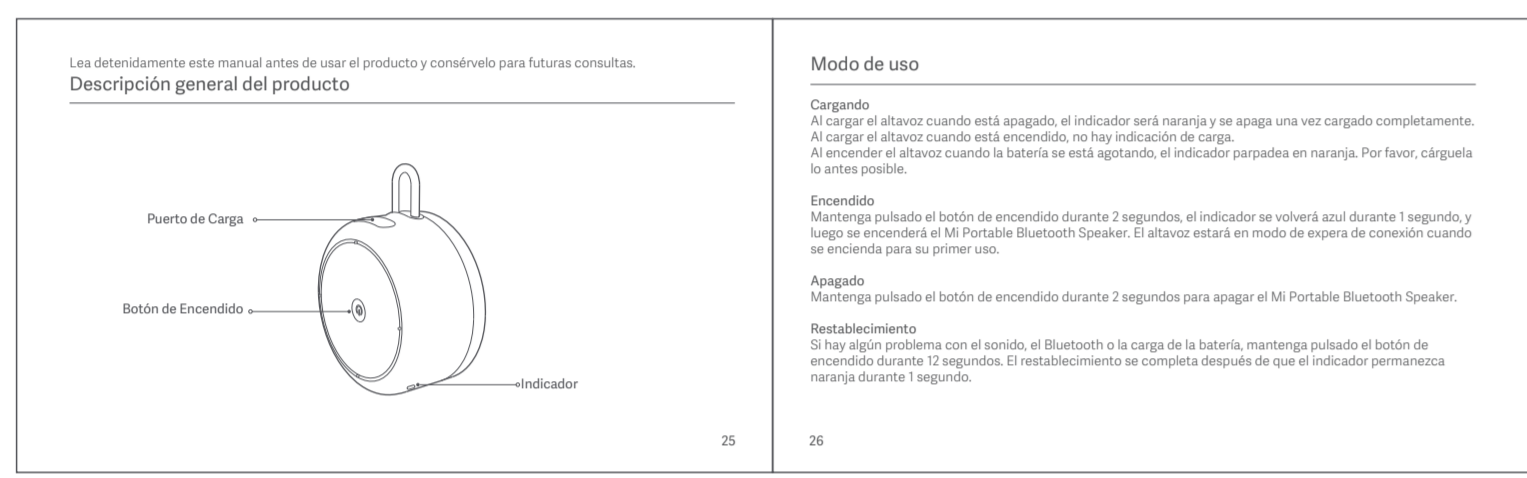 Lea detenidamente este manual antes de usar el producto y consérvelo para futuras consultas.
Descripción general del producto
Puerto de Carga
Botón de Encendido
Indicador
25
Modo de uso
Cargando
Al cargar el altavoz cuando está apagado, el indicador será naranja y se apaga una vez cargado completamente.
Al cargar el altavoz cuando está encendido, no hay indicación de carga.
Al encender el altavoz cuando la batería se está agotando, el indicador parpadea en naranja. Por favor, cárguela
lo antes posible.
Encendido
Mantenga pulsado el botón de encendido durante 2 segundos, el indicador se volverá azul durante 1 segundo, y
luego se encenderá el Mi Portable Bluetooth Speaker. El altavoz estará en modo de expera de conexión cuando
se encienda para su primer uso.
Apagado
Mantenga pulsado el botón de encendido durante 2 segundos para apagar el Mi Portable Bluetooth Speaker.
Restablecimiento
Si hay algún problema con el sonido, el Bluetooth o la carga de la batería, mantenga pulsado el botón de
encendido durante 12 segundos. El restablecimiento se completa después de que el indicador permanezca
naranja durante 1 segundo.
26